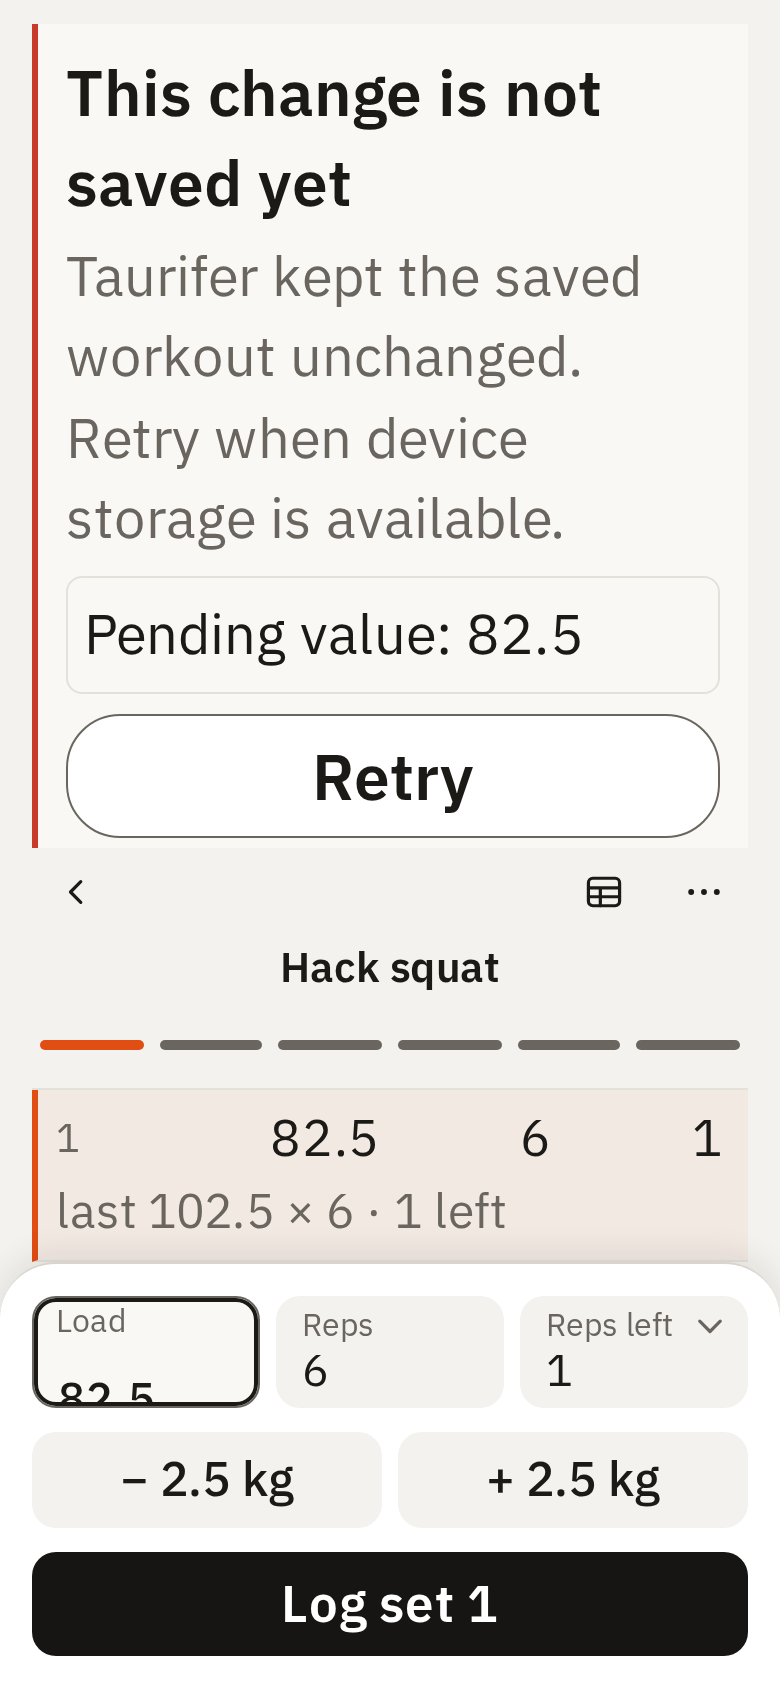 This change is not
saved yet
Taurifer kept the saved
workout unchanged.
Retry when device
storage is available.
Pending value: 82.5
Retry
Hack squat
1 82.5 6 1
last 102.5 × 6 · 1 left
Load Reps Reps left
82.5 6 1
− 2.5 kg + 2.5 kg
Log set 1